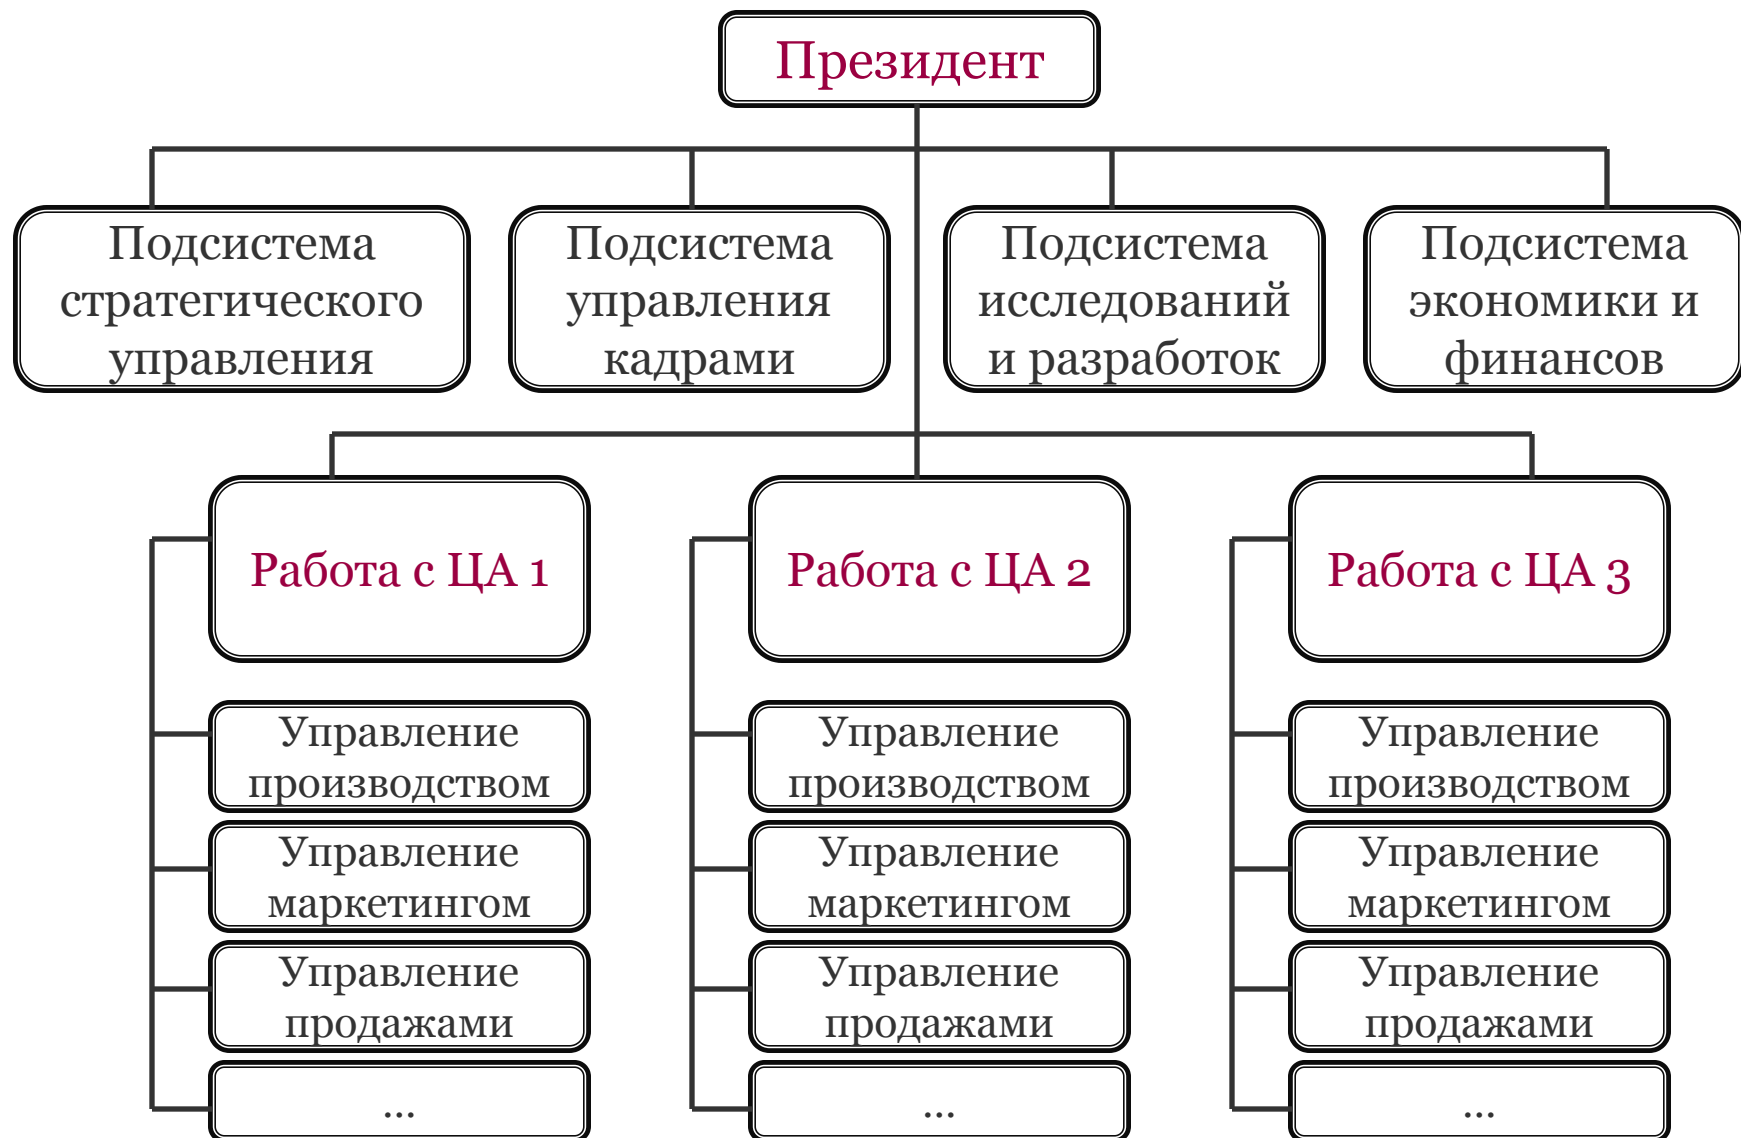 Президент
Подсистема
стратегического
управления
Подсистема
управления
кадрами
Подсистема
исследований
и разработок
Подсистема
экономики и
финансов
Работа с ЦА 1
Работа с ЦА 2
Работа с ЦА 3
Управление
производством
Управление
производством
Управление
производством
Управление
маркетингом
Управление
маркетингом
Управление
маркетингом
Управление
продажами
Управление
продажами
Управление
продажами
...
...
...